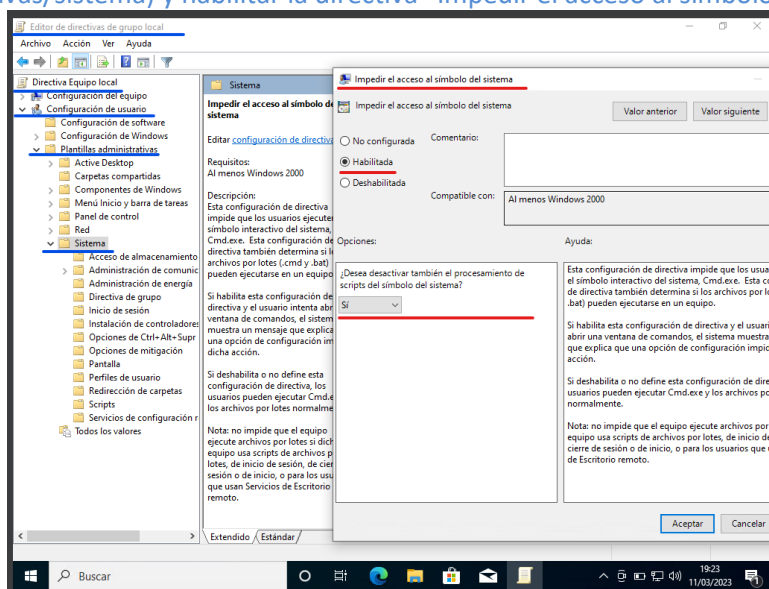 Editor de directivas de grupo local
Archivo Acción Ver Ayuda
Directiva Equipo local
Configuración del equipo
Configuración de usuario
Configuración de software
Configuración de Windows
Plantillas administrativas
Active Desktop
Carpetas compartidas
Componentes de Windows
Menú Inicio y barra de tareas
Panel de control
Red
Sistema
Acceso de almacenamiento
Administración de comunic
Administración de energía
Directiva de grupo
Inicio de sesión
Instalación de controladores
Opciones de Ctrl+Alt+Supr
Opciones de mitigación
Pantalla
Perfiles de usuario
Redirección de carpetas
Scripts
Servicios de configuración r
Todos los valores
Sistema
Impedir el acceso al símbolo de
sistema
Editar configuración de directiva
Requisitos:
Al menos Windows 2000
Descripción:
Esta configuración de directiva
impide que los usuarios ejecuten
símbolo interactivo del sistema,
Cmd.exe. Esta configuración de
directiva también determina si l
archivos por lotes (.cmd y .bat)
pueden ejecutarse en un equipo
Si habilita esta configuración de
directiva y el usuario intenta abr
ventana de comandos, el sistem
muestra un mensaje que explica
una opción de configuración im
dicha acción.
Si deshabilita o no define esta
configuración de directiva, los
usuarios pueden ejecutar Cmd.e
los archivos por lotes normalme
Nota: no impide que el equipo
ejecute archivos por lotes si dich
equipo usa scripts de archivos p
lotes, de inicio de sesión, de cier
sesión o de inicio, o para los usu
que usan Servicios de Escritorio
remoto.
Extendido Estándar
Impedir el acceso al símbolo del sistema
Impedir el acceso al símbolo del sistema
Valor anterior Valor siguiente
No configurada Comentario:
Habilitada
Deshabilitada
Compatible con: Al menos Windows 2000
Opciones: Ayuda:
¿Desea desactivar también el procesamiento de
scripts del símbolo del sistema?
Sí
Esta configuración de directiva impide que los usua
el símbolo interactivo del sistema, Cmd.exe. Esta co
de directiva también determina si los archivos por l
.bat) pueden ejecutarse en un equipo.
Si habilita esta configuración de directiva y el usuari
abrir una ventana de comandos, el sistema muestra
que explica que una opción de configuración impid
acción.
Si deshabilita o no define esta configuración de dire
usuarios pueden ejecutar Cmd.exe y los archivos po
normalmente.
Nota: no impide que el equipo ejecute archivos por
equipo usa scripts de archivos por lotes, de inicio de
cierre de sesión o de inicio, o para los usuarios que u
de Escritorio remoto.
Aceptar Cancelar
Buscar
19:23
11/03/2023
1